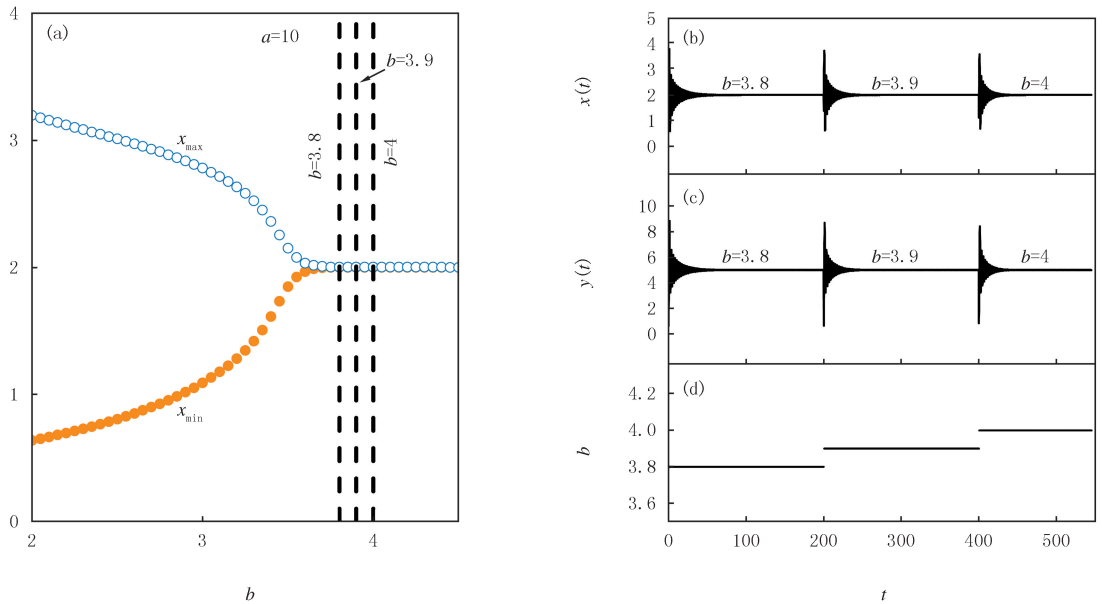 (a)
a=10
b=3.9
b=3.8
b=4
x_max
x_min
4
3
2
1
0
2
3
4
b
(b)
b=3.8
b=3.9
b=4
x(t)
5
4
3
2
1
0
(c)
b=3.8
b=3.9
b=4
y(t)
10
8
6
4
2
0
(d)
b
4.2
4.0
3.8
3.6
0
100
200
300
400
500
t